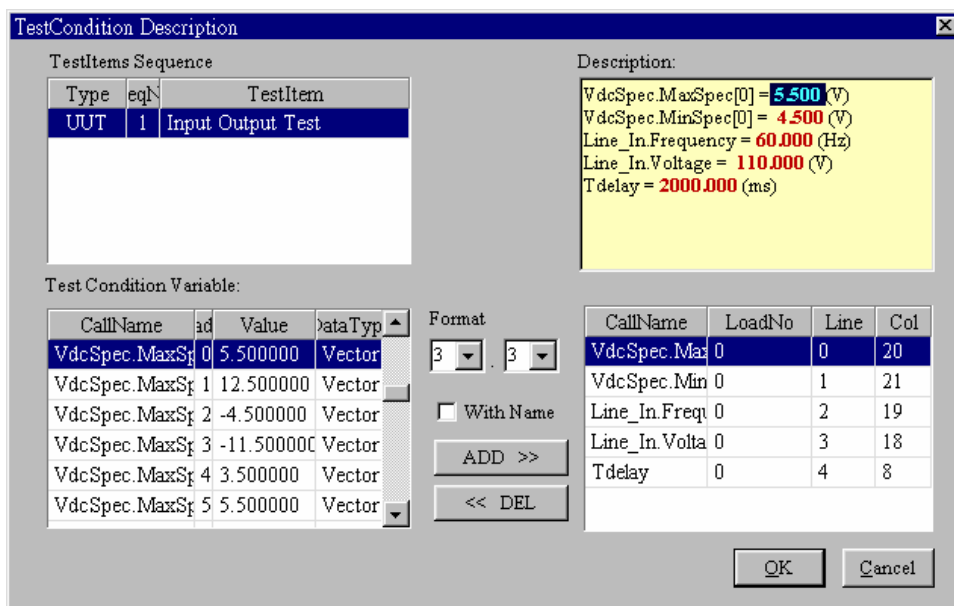 TestCondition Description
TestItems Sequence
Type eqN TestItem
UUT 1 Input Output Test
Description:
VdcSpec.MaxSpec[0] = 5.500 (V)
VdcSpec.MinSpec[0] = 4.500 (V)
Line_In.Frequency = 60.000 (Hz)
Line_In.Voltage = 110.000 (V)
Tdelay = 2000.000 (ms)
Test Condition Variable:
CallName ad Value DataTyp
VdcSpec.MaxSp 0 5.500000 Vector
VdcSpec.MaxSp 1 12.500000 Vector
VdcSpec.MaxSp 2 -4.500000 Vector
VdcSpec.MaxSp 3 -11.500000 Vector
VdcSpec.MaxSp 4 3.500000 Vector
VdcSpec.MaxSp 5 5.500000 Vector
Format
3 . 3
With Name
ADD >>
<< DEL
CallName LoadNo Line Col
VdcSpec.Max 0 0 20
VdcSpec.Min 0 1 21
Line_In.Frequ 0 2 19
Line_In.Volta 0 3 18
Tdelay 0 4 8
OK
Cancel